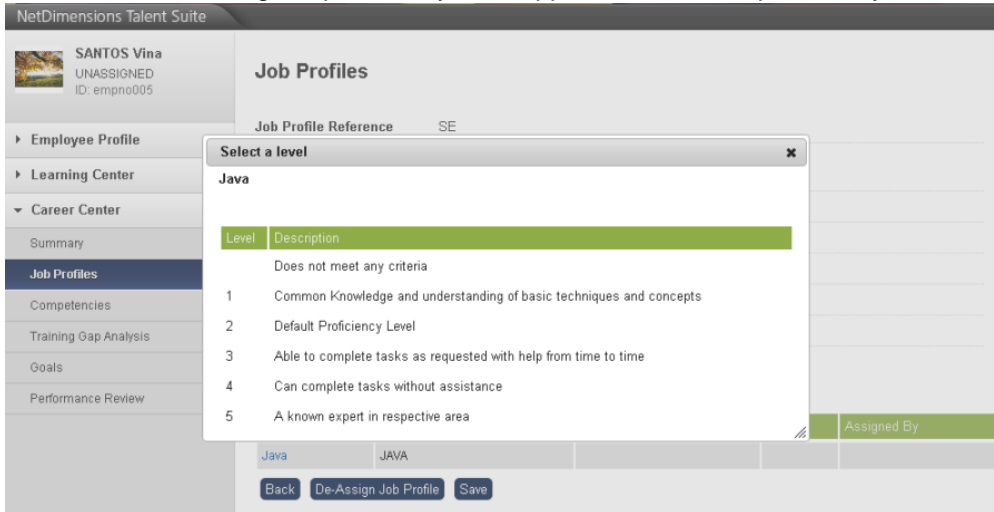 NetDimensions Talent Suite
SANTOS Vina
UNASSIGNED
ID: empno005
Employee Profile
Learning Center
Career Center
Summary
Job Profiles
Competencies
Training Gap Analysis
Goals
Performance Review
Job Profiles
Job Profile Reference SE
Select a level
Java
Level Description
Does not meet any criteria
1 Common Knowledge and understanding of basic techniques and concepts
2 Default Proficiency Level
3 Able to complete tasks as requested with help from time to time
4 Can complete tasks without assistance
5 A known expert in respective area
Assigned By
Java JAVA
Back De-Assign Job Profile Save